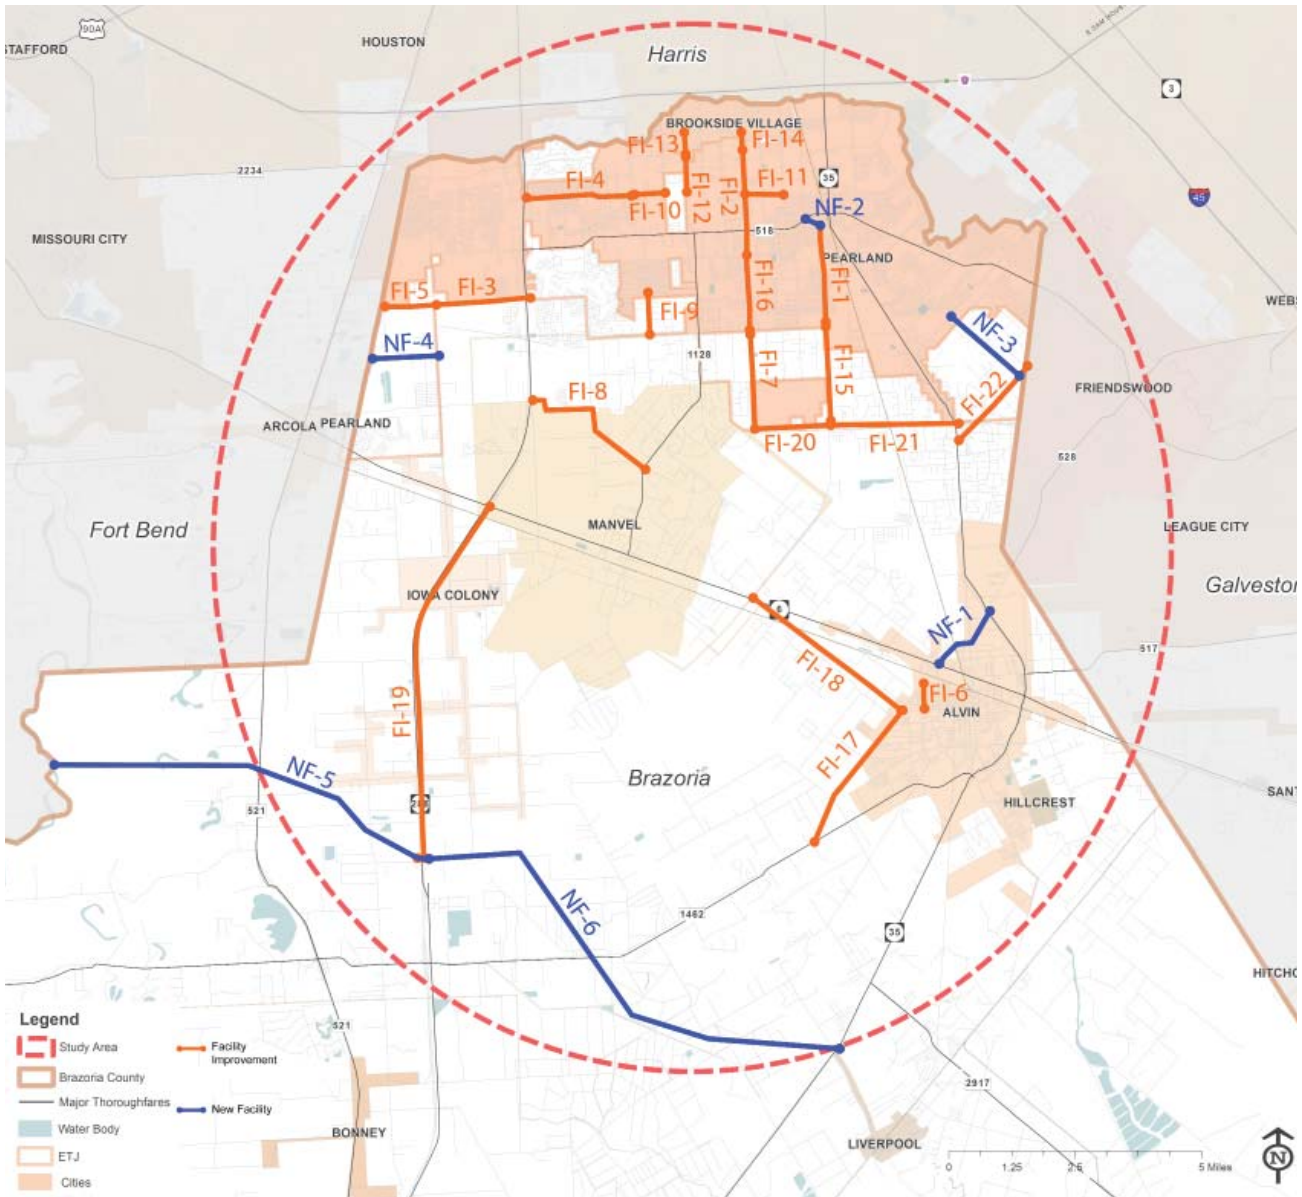 90A
STAFFORD
HOUSTON
Harris
3
BROOKSIDE VILLAGE
FI-13
FI-14
2234
FI-4
FI-10
FI-12
FI-2
FI-11
35
45
NF-2
MISSOURI CITY
518
PEARLAND
FI-5
FI-3
FI-9
FI-16
FI-1
NF-3
WEBS
NF-4
1128
FI-7
FI-15
FI-8
FI-22
FRIENDSWOOD
ARCOLA
PEARLAND
FI-20
FI-21
528
Fort Bend
MANVEL
LEAGUE CITY
IOWA COLONY
6
Galveston
NF-1
517
FI-18
FI-19
FI-6
ALVIN
FI-17
NF-5
Brazoria
HILLCREST
SANT
521
288
NF-6
1462
35
HITCHC
Legend
Study Area
Brazoria County
Major Thoroughfares
Water Body
ETJ
Cities
Facility
Improvement
New Facility
521
BONNEY
2917
LIVERPOOL
0 1.25 2.5 5 Miles
N